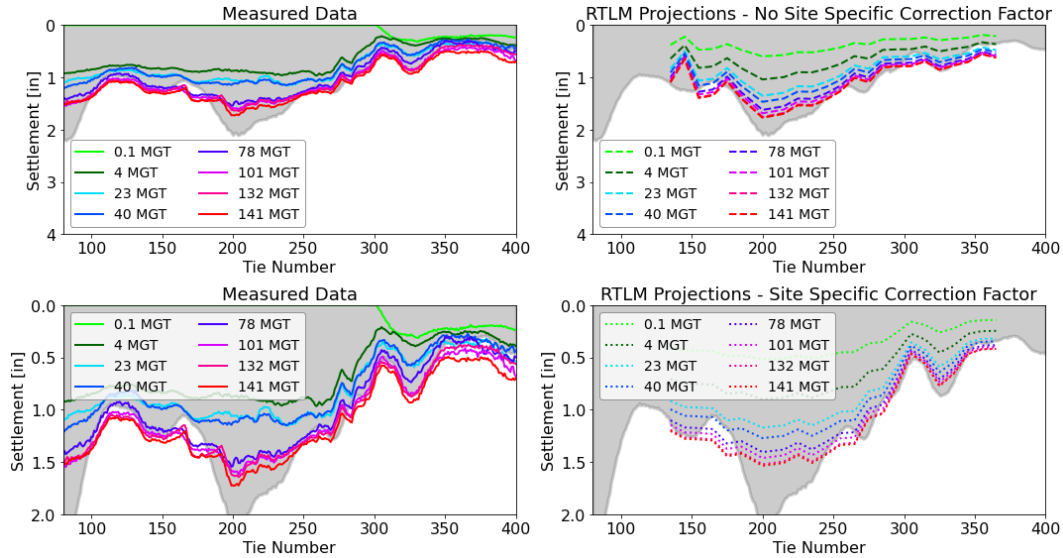 Measured Data
0
1
2
3
4
Settlement [in]
0.1 MGT
4 MGT
23 MGT
40 MGT
78 MGT
101 MGT
132 MGT
141 MGT
100 150 200 250 300 350 400
Tie Number
RTLM Projections - No Site Specific Correction Factor
0
1
2
3
4
Settlement [in]
0.1 MGT
4 MGT
23 MGT
40 MGT
78 MGT
101 MGT
132 MGT
141 MGT
100 150 200 250 300 350 400
Tie Number
Measured Data
0.0
0.5
1.0
1.5
2.0
Settlement [in]
0.1 MGT
4 MGT
23 MGT
40 MGT
78 MGT
101 MGT
132 MGT
141 MGT
100 150 200 250 300 350 400
Tie Number
RTLM Projections - Site Specific Correction Factor
0.0
0.5
1.0
1.5
2.0
Settlement [in]
0.1 MGT
4 MGT
23 MGT
40 MGT
78 MGT
101 MGT
132 MGT
141 MGT
100 150 200 250 300 350 400
Tie Number